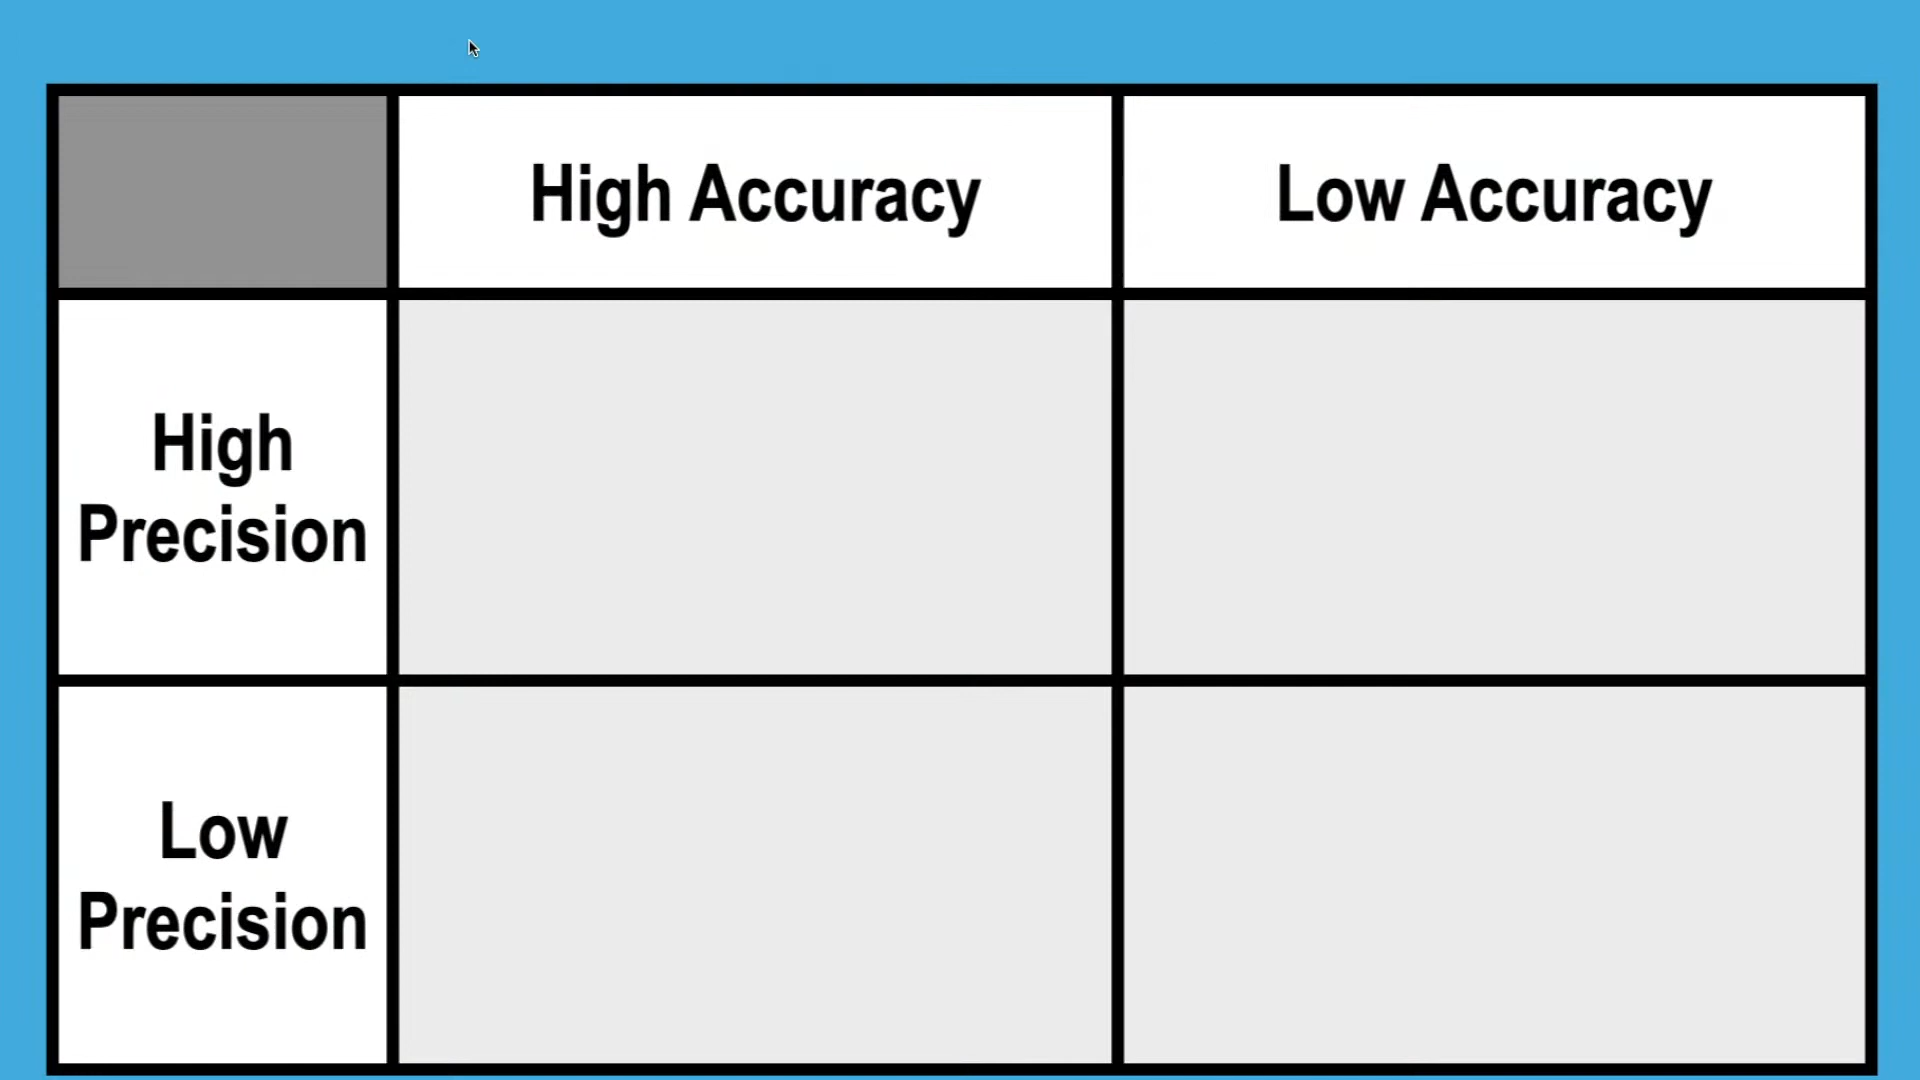 High Accuracy
Low Accuracy
High
Precision
Low
Precision